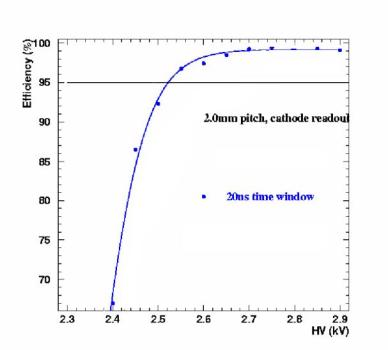 Efficiency (%)
100
95
90
85
80
75
70
2.0mm pitch, cathode readout
20ns time window
2.3 2.4 2.5 2.6 2.7 2.8 2.9
HV (kV)